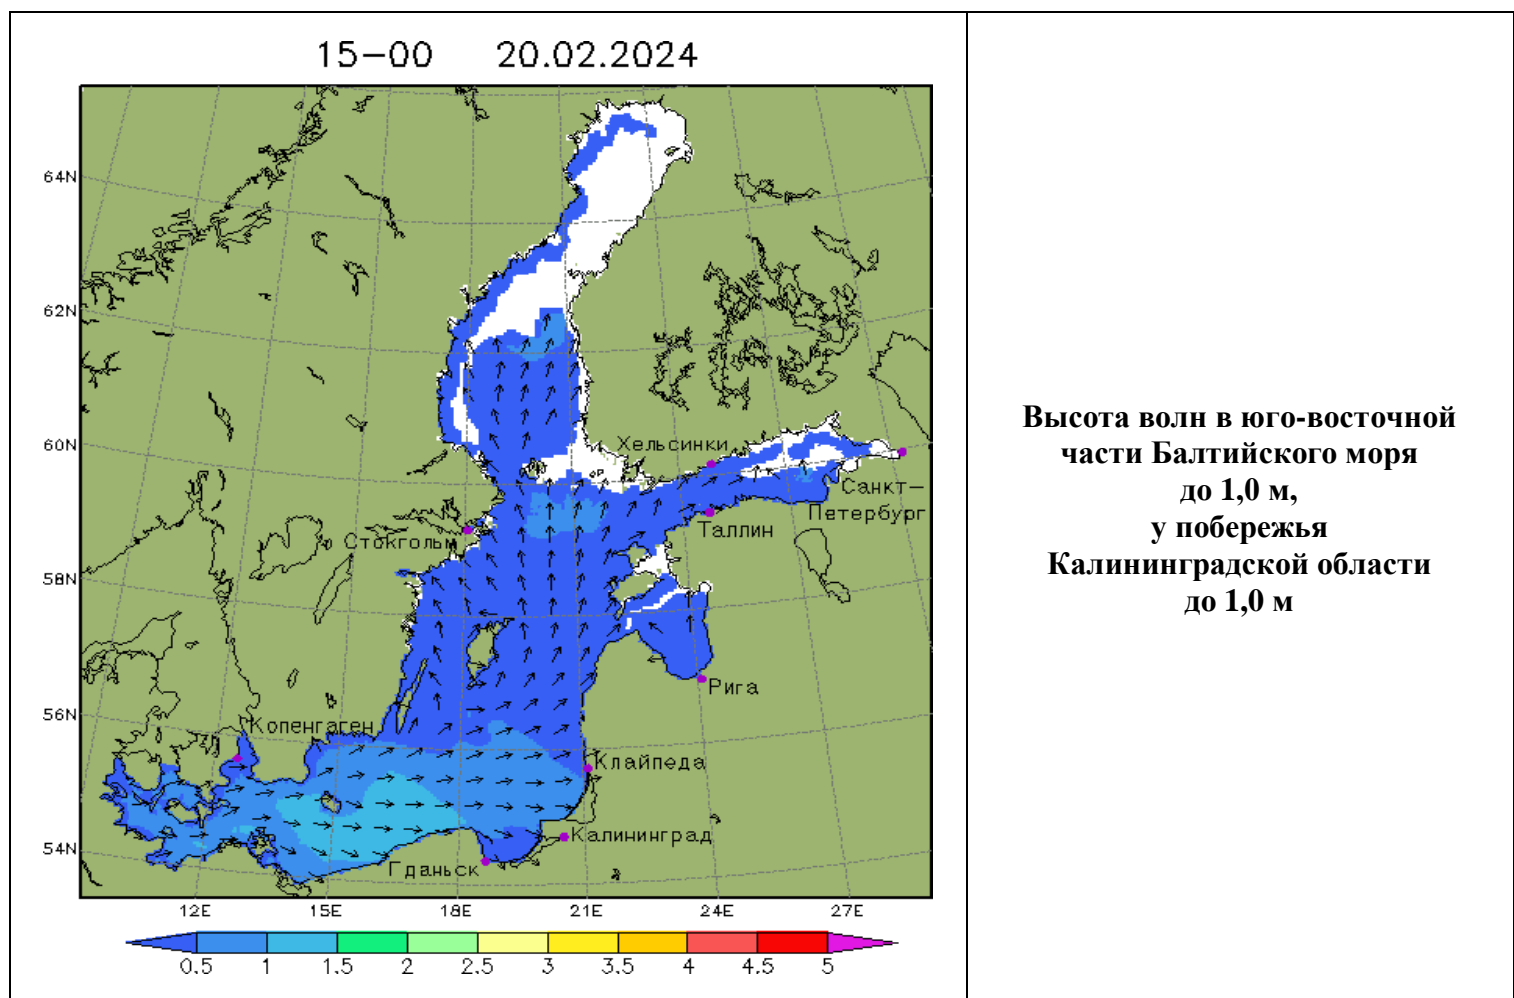 15-00 20.02.2024
64N
62N
60N
58N
56N
54N
Хельсинки
Санкт-
Петербург
Таллин
Стокгольм
Рига
Копенгаген
Клайпеда
Калининград
Гданьск
12E 15E 18E 21E 24E 27E
0.5 1 1.5 2 2.5 3 3.5 4 4.5 5
Высота волн в юго-восточной
части Балтийского моря
до 1,0 м,
у побережья
Калининградской области
до 1,0 м